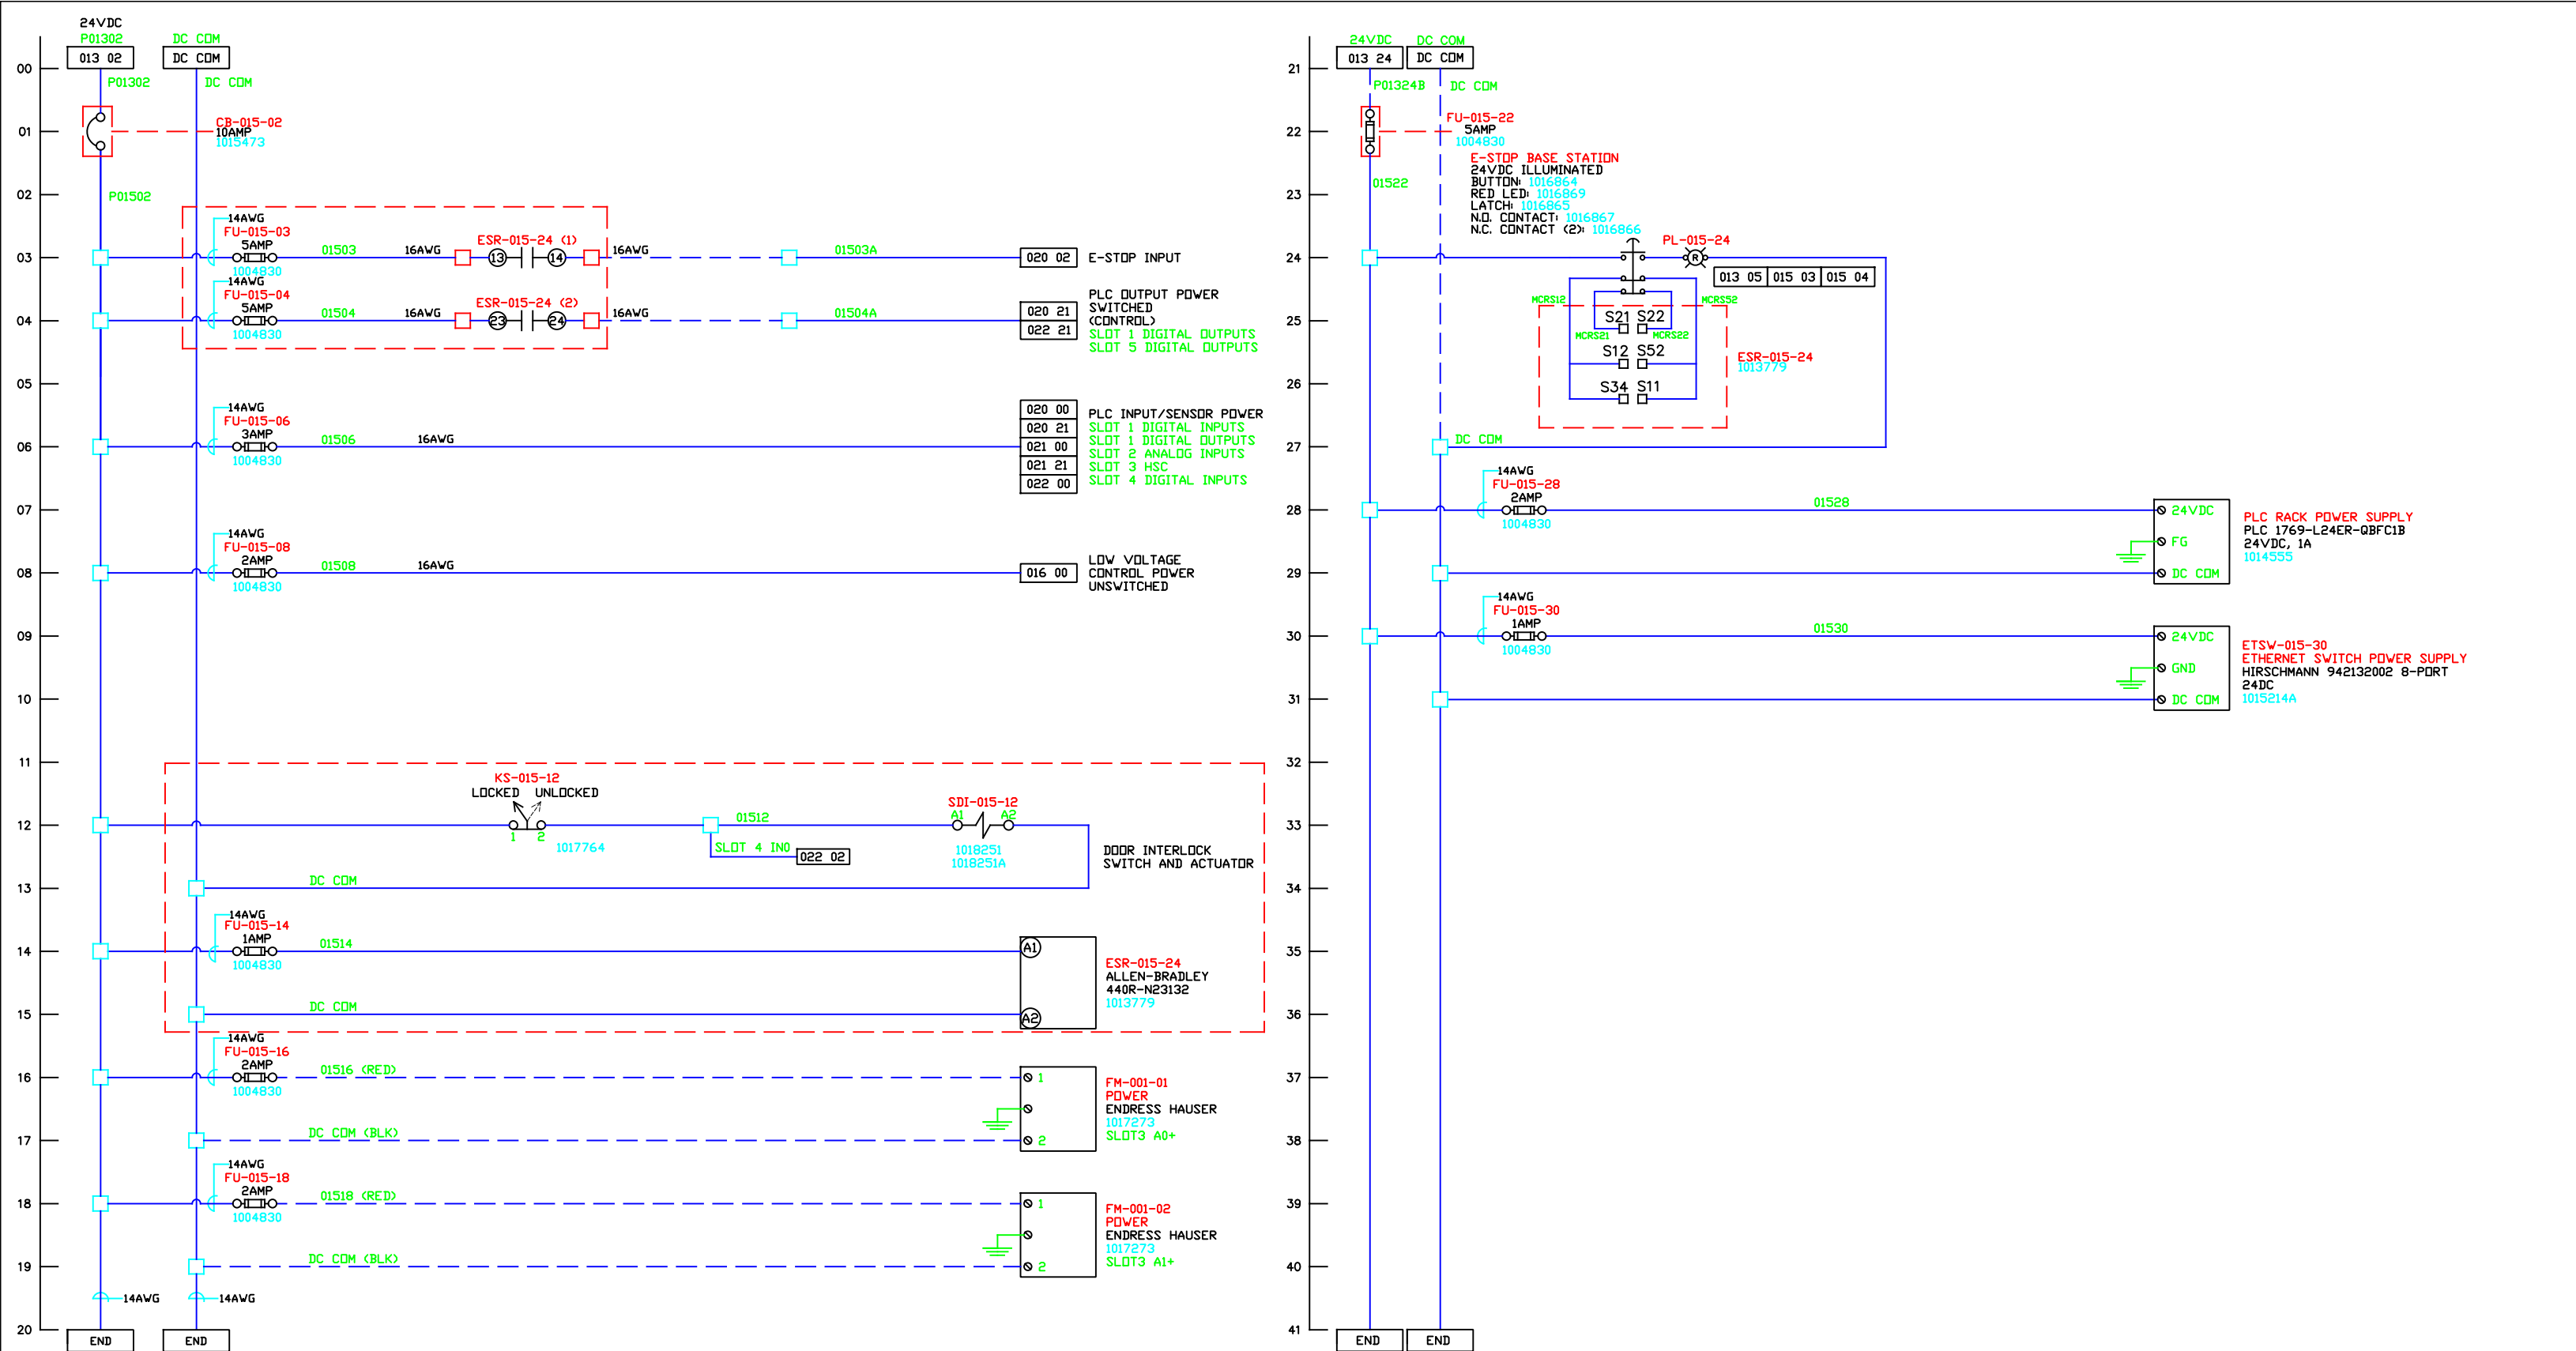 24VDC
P01302
013 02
P01302
DC COM
DC COM
DC COM
00
01
02
03
04
05
06
07
08
09
10
11
12
13
14
15
16
17
18
19
20
CB-015-02
10AMP
1015473
P01502
14AWG
FU-015-03
5AMP
1004830
01503
16AWG
ESR-015-24 (1)
13
14
16AWG
01503A
020 02
E-STOP INPUT
14AWG
FU-015-04
5AMP
1004830
01504
16AWG
ESR-015-24 (2)
23
24
16AWG
01504A
020 21
022 21
PLC OUTPUT POWER
SWITCHED
(CONTROL)
SLOT 1 DIGITAL OUTPUTS
SLOT 5 DIGITAL OUTPUTS
14AWG
FU-015-06
3AMP
1004830
01506
16AWG
020 00
020 21
021 00
021 21
022 00
PLC INPUT/SENSOR POWER
SLOT 1 DIGITAL INPUTS
SLOT 1 DIGITAL OUTPUTS
SLOT 2 ANALOG INPUTS
SLOT 3 HSC
SLOT 4 DIGITAL INPUTS
14AWG
FU-015-08
2AMP
1004830
01508
16AWG
016 00
LOW VOLTAGE
CONTROL POWER
UNSWITCHED
KS-015-12
LOCKED UNLOCKED
1 2
1017764
01512
SLOT 4 IN0
022 02
SDI-015-12
A1 A2
1018251
1018251A
DOOR INTERLOCK
SWITCH AND ACTUATOR
DC COM
14AWG
FU-015-14
1AMP
1004830
01514
A1
A2
ESR-015-24
ALLEN-BRADLEY
440R-N23132
1013779
DC COM
14AWG
FU-015-16
2AMP
1004830
01516 (RED)
DC COM (BLK)
1
2
FM-001-01
POWER
ENDRESS HAUSER
1017273
SLOT3 A0+
14AWG
FU-015-18
2AMP
1004830
01518 (RED)
DC COM (BLK)
1
2
FM-001-02
POWER
ENDRESS HAUSER
1017273
SLOT3 A1+
14AWG
14AWG
END
END
24VDC
013 24
P01324B
DC COM
DC COM
DC COM
21
22
23
24
25
26
27
28
29
30
31
32
33
34
35
36
37
38
39
40
41
FU-015-22
5AMP
1004830
01522
E-STOP BASE STATION
24VDC ILLUMINATED
BUTTON: 1016864
RED LED: 1016869
LATCH: 1016865
N.O. CONTACT: 1016867
N.C. CONTACT (2): 1016866
PL-015-24
R
013 05
015 03
015 04
MCRS12
MCRS52
S21 S22
MCRS21
MCRS22
S12 S52
S34 S11
ESR-015-24
1013779
DC COM
14AWG
FU-015-28
2AMP
1004830
01528
24VDC
FG
DC COM
PLC RACK POWER SUPPLY
PLC 1769-L24ER-QBFC1B
24VDC, 1A
1014555
14AWG
FU-015-30
1AMP
1004830
01530
24VDC
GND
DC COM
ETSW-015-30
ETHERNET SWITCH POWER SUPPLY
HIRSCHMANN 942132002 8-PORT
24DC
1015214A
END
END